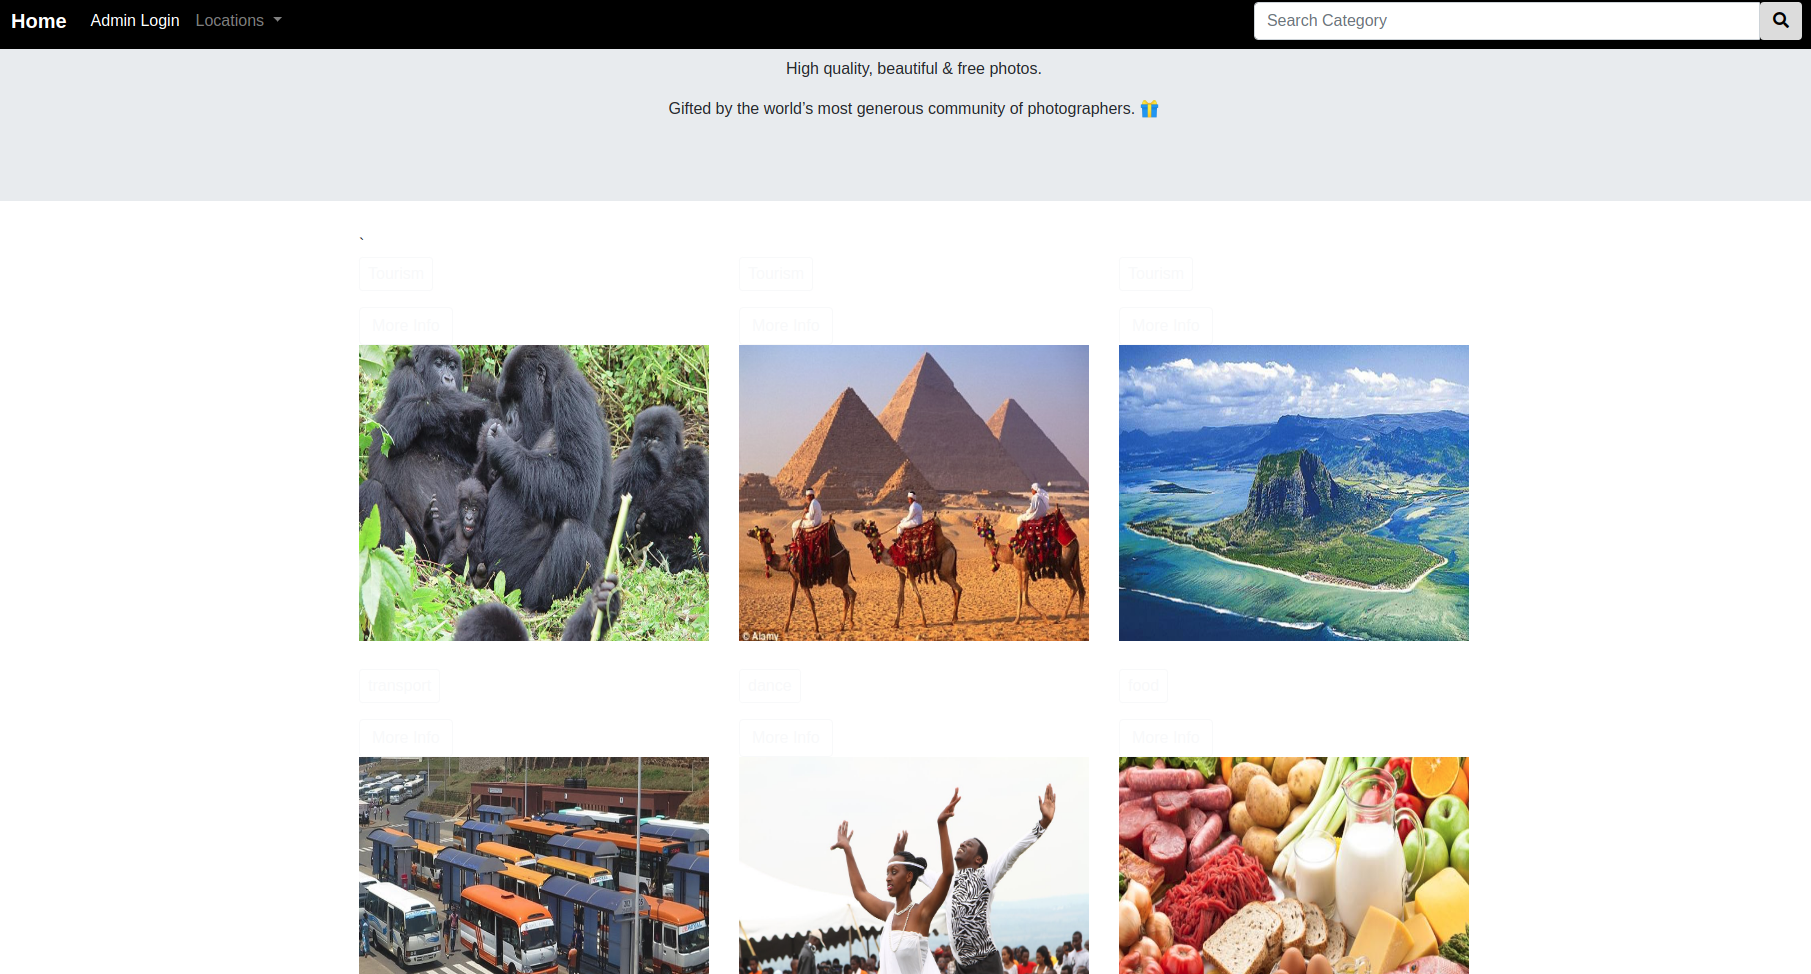 Home Admin Login Locations Search Category
High quality, beautiful & free photos.
Gifted by the world’s most generous community of photographers. 🎁
`
Tourism Tourism Tourism
More Info More Info More Info
© Alamy
transport dance food
More Info More Info More Info